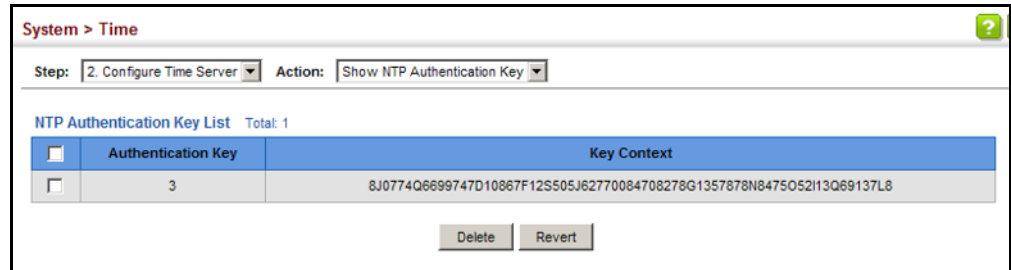 System > Time
?
Step: 2. Configure Time Server Action: Show NTP Authentication Key
NTP Authentication Key List Total: 1
Authentication Key Key Context
3 8J0774Q6699747D10867F12S505J62770084708278G1357878N8475O52I13Q69137L8
Delete Revert